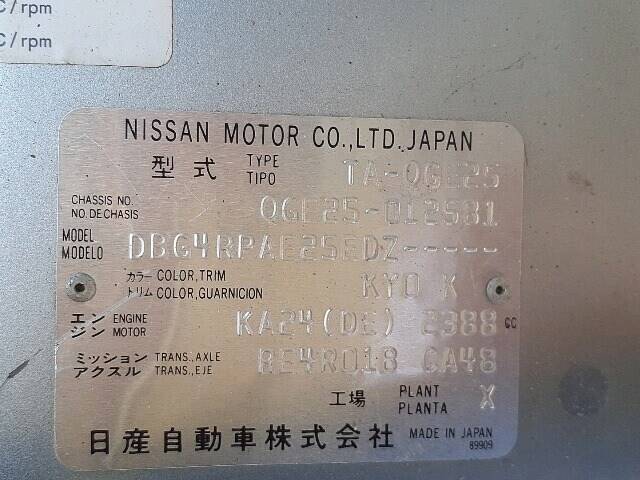 C/rpm
C/rpm
NISSAN MOTOR CO.,LTD. JAPAN
型式 TYPE TIPO TA-QGE25
CHASSIS NO. NO. DE CHASIS QGE25-012581
MODEL MODELO DBG4RPAE25EDZ-----
カラー トリム COLOR,TRIM COLOR,GUARNICION KY0 K
エンジン ENGINE MOTOR KA24(DE) 2388 CC
ミッション アクスル TRANS.,AXLE TRANS.,EJE RE4R01B CA48
工場 PLANT PLANTA X
日産自動車株式会社 MADE IN JAPAN
89909